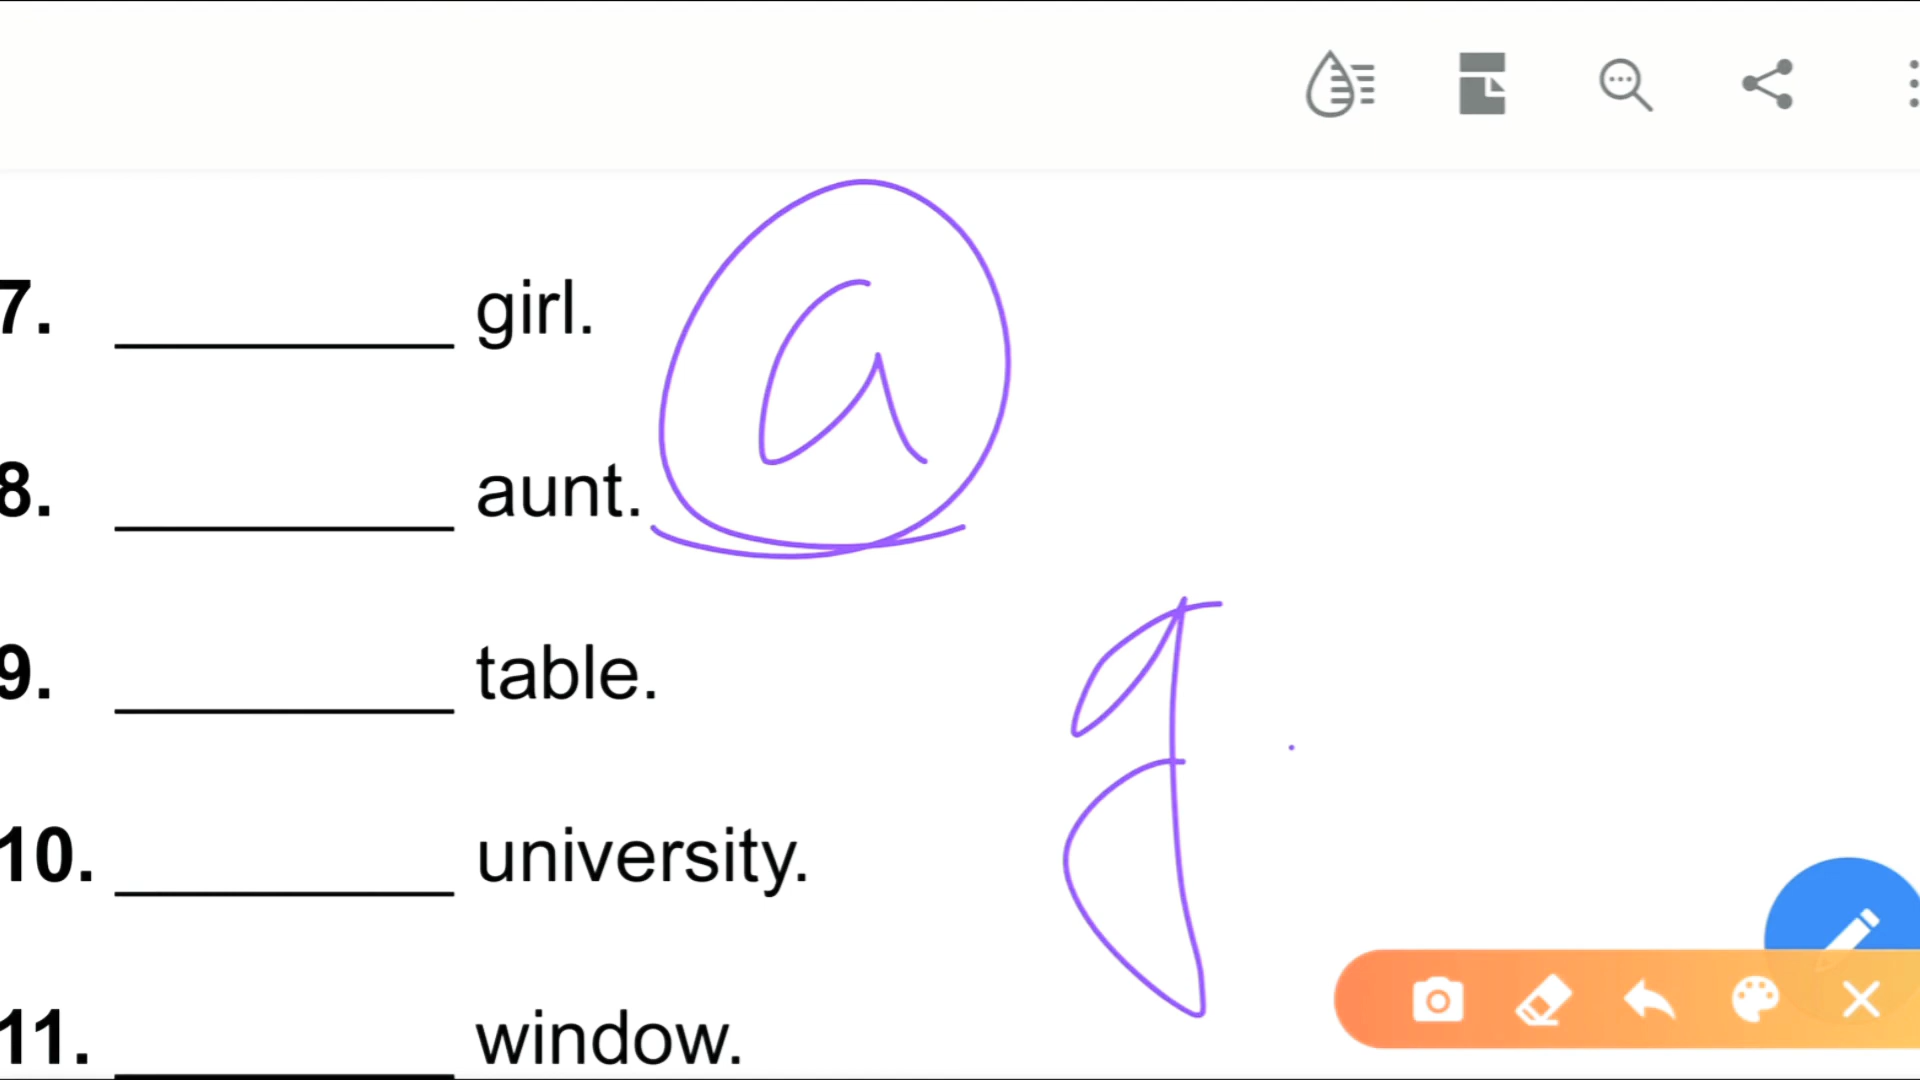 7. __________ girl.
a
8. __________ aunt.
9. __________ table.
g
10. __________ university.
11. __________ window.